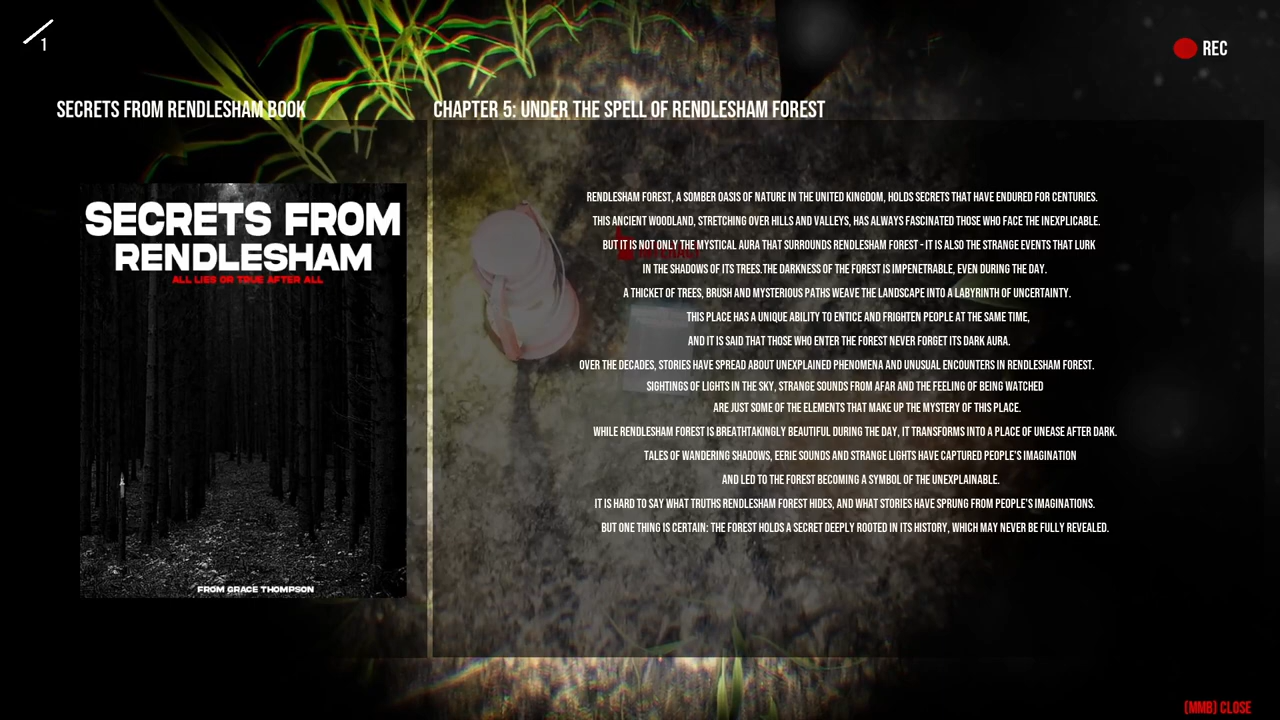 1
REC
SECRETS FROM RENDLESHAM BOOK
CHAPTER 5: UNDER THE SPELL OF RENDLESHAM FOREST
SECRETS FROM
RENDLESHAM
ALL LIES OR TRUE AFTER ALL
FROM GRACE THOMPSON
RENDLESHAM FOREST, A SOMBER OASIS OF NATURE IN THE UNITED KINGDOM, HOLDS SECRETS THAT HAVE ENDURED FOR CENTURIES.
THIS ANCIENT WOODLAND, STRETCHING OVER HILLS AND VALLEYS, HAS ALWAYS FASCINATED THOSE WHO FACE THE INEXPLICABLE.
BUT IT IS NOT ONLY THE MYSTICAL AURA THAT SURROUNDS RENDLESHAM FOREST - IT IS ALSO THE STRANGE EVENTS THAT LURK
IN THE SHADOWS OF ITS TREES.THE DARKNESS OF THE FOREST IS IMPENETRABLE, EVEN DURING THE DAY.
A THICKET OF TREES, BRUSH AND MYSTERIOUS PATHS WEAVE THE LANDSCAPE INTO A LABYRINTH OF UNCERTAINTY.
THIS PLACE HAS A UNIQUE ABILITY TO ENTICE AND FRIGHTEN PEOPLE AT THE SAME TIME,
AND IT IS SAID THAT THOSE WHO ENTER THE FOREST NEVER FORGET ITS DARK AURA.
OVER THE DECADES, STORIES HAVE SPREAD ABOUT UNEXPLAINED PHENOMENA AND UNUSUAL ENCOUNTERS IN RENDLESHAM FOREST.
SIGHTINGS OF LIGHTS IN THE SKY, STRANGE SOUNDS FROM AFAR AND THE FEELING OF BEING WATCHED
ARE JUST SOME OF THE ELEMENTS THAT MAKE UP THE MYSTERY OF THIS PLACE.
WHILE RENDLESHAM FOREST IS BREATHTAKINGLY BEAUTIFUL DURING THE DAY, IT TRANSFORMS INTO A PLACE OF UNEASE AFTER DARK.
TALES OF WANDERING SHADOWS, EERIE SOUNDS AND STRANGE LIGHTS HAVE CAPTURED PEOPLE'S IMAGINATION
AND LED TO THE FOREST BECOMING A SYMBOL OF THE UNEXPLAINABLE.
IT IS HARD TO SAY WHAT TRUTHS RENDLESHAM FOREST HIDES, AND WHAT STORIES HAVE SPRUNG FROM PEOPLE'S IMAGINATIONS.
BUT ONE THING IS CERTAIN: THE FOREST HOLDS A SECRET DEEPLY ROOTED IN ITS HISTORY, WHICH MAY NEVER BE FULLY REVEALED.
(MMB) CLOSE